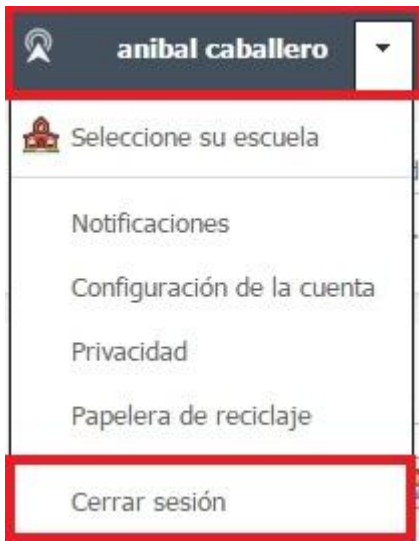 anibal caballero
Seleccione su escuela
Notificaciones
Configuración de la cuenta
Privacidad
Papelera de reciclaje
Cerrar sesión